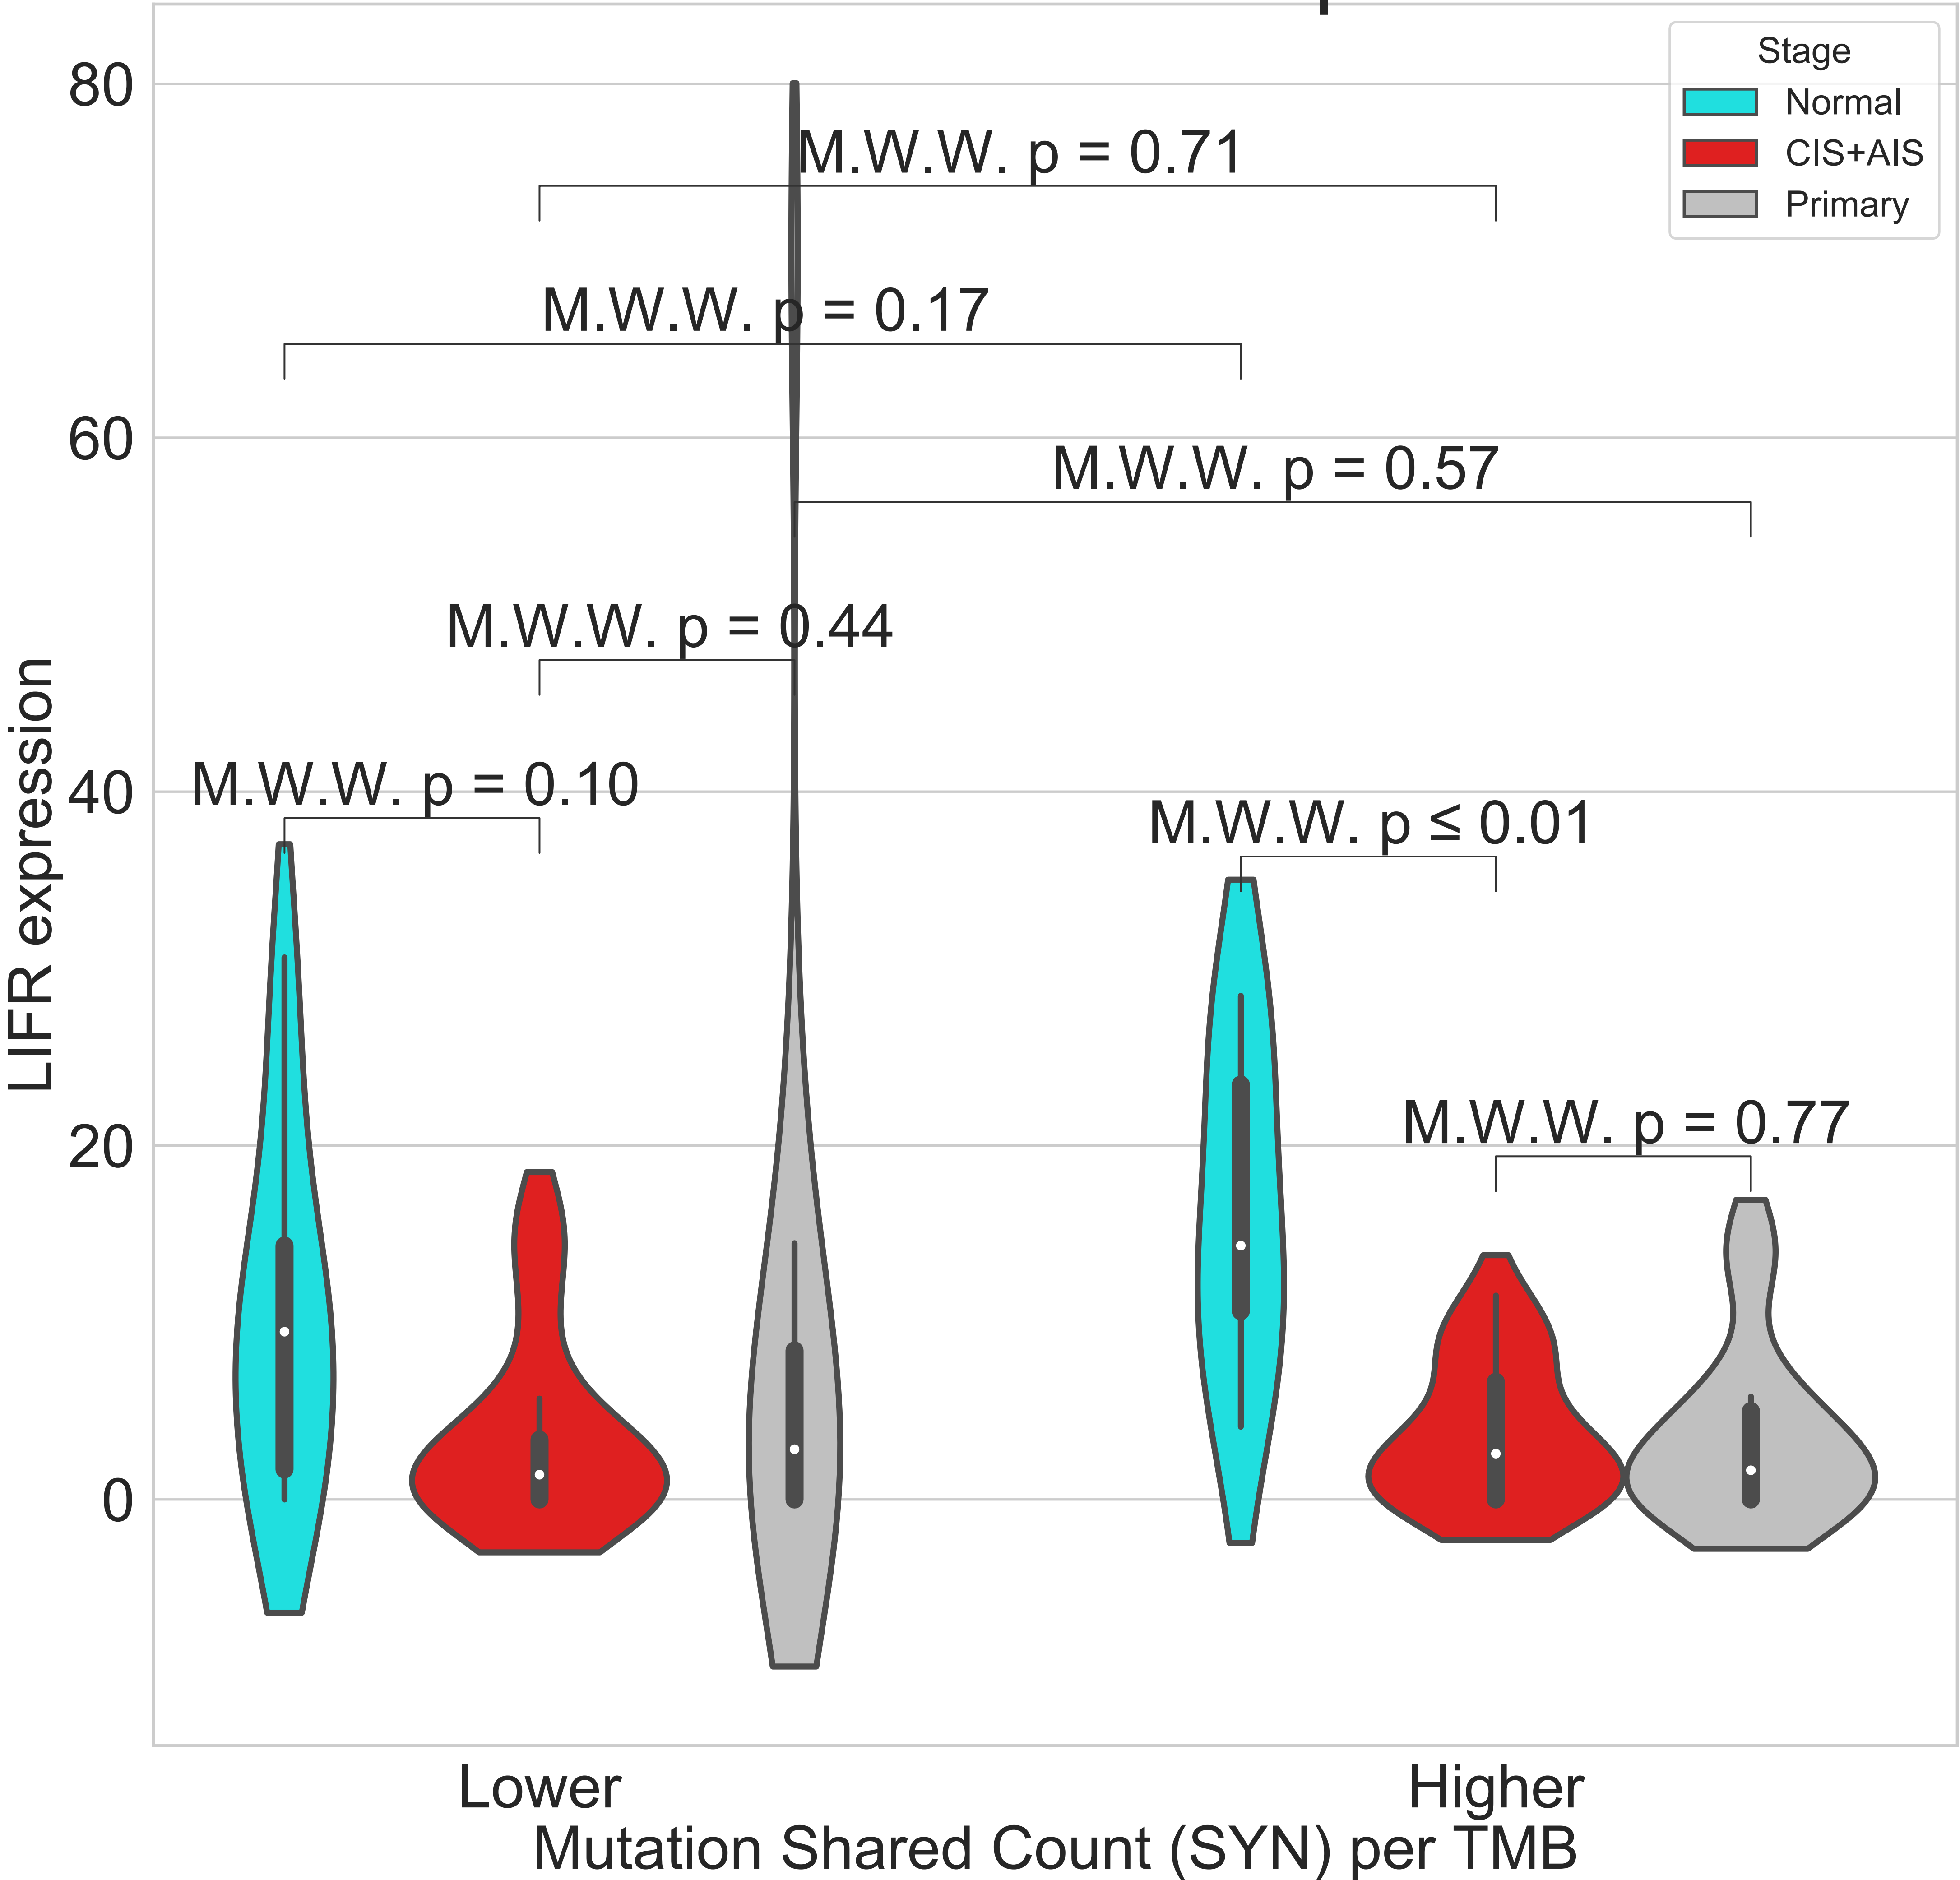 Stage
Normal
CIS+AIS
Primary
80
60
40
20
0
LIFR expression
M.W.W. p = 0.71
M.W.W. p = 0.17
M.W.W. p = 0.57
M.W.W. p = 0.44
M.W.W. p = 0.10
M.W.W. p ≤ 0.01
M.W.W. p = 0.77
Lower
Higher
Mutation Shared Count (SYN) per TMB